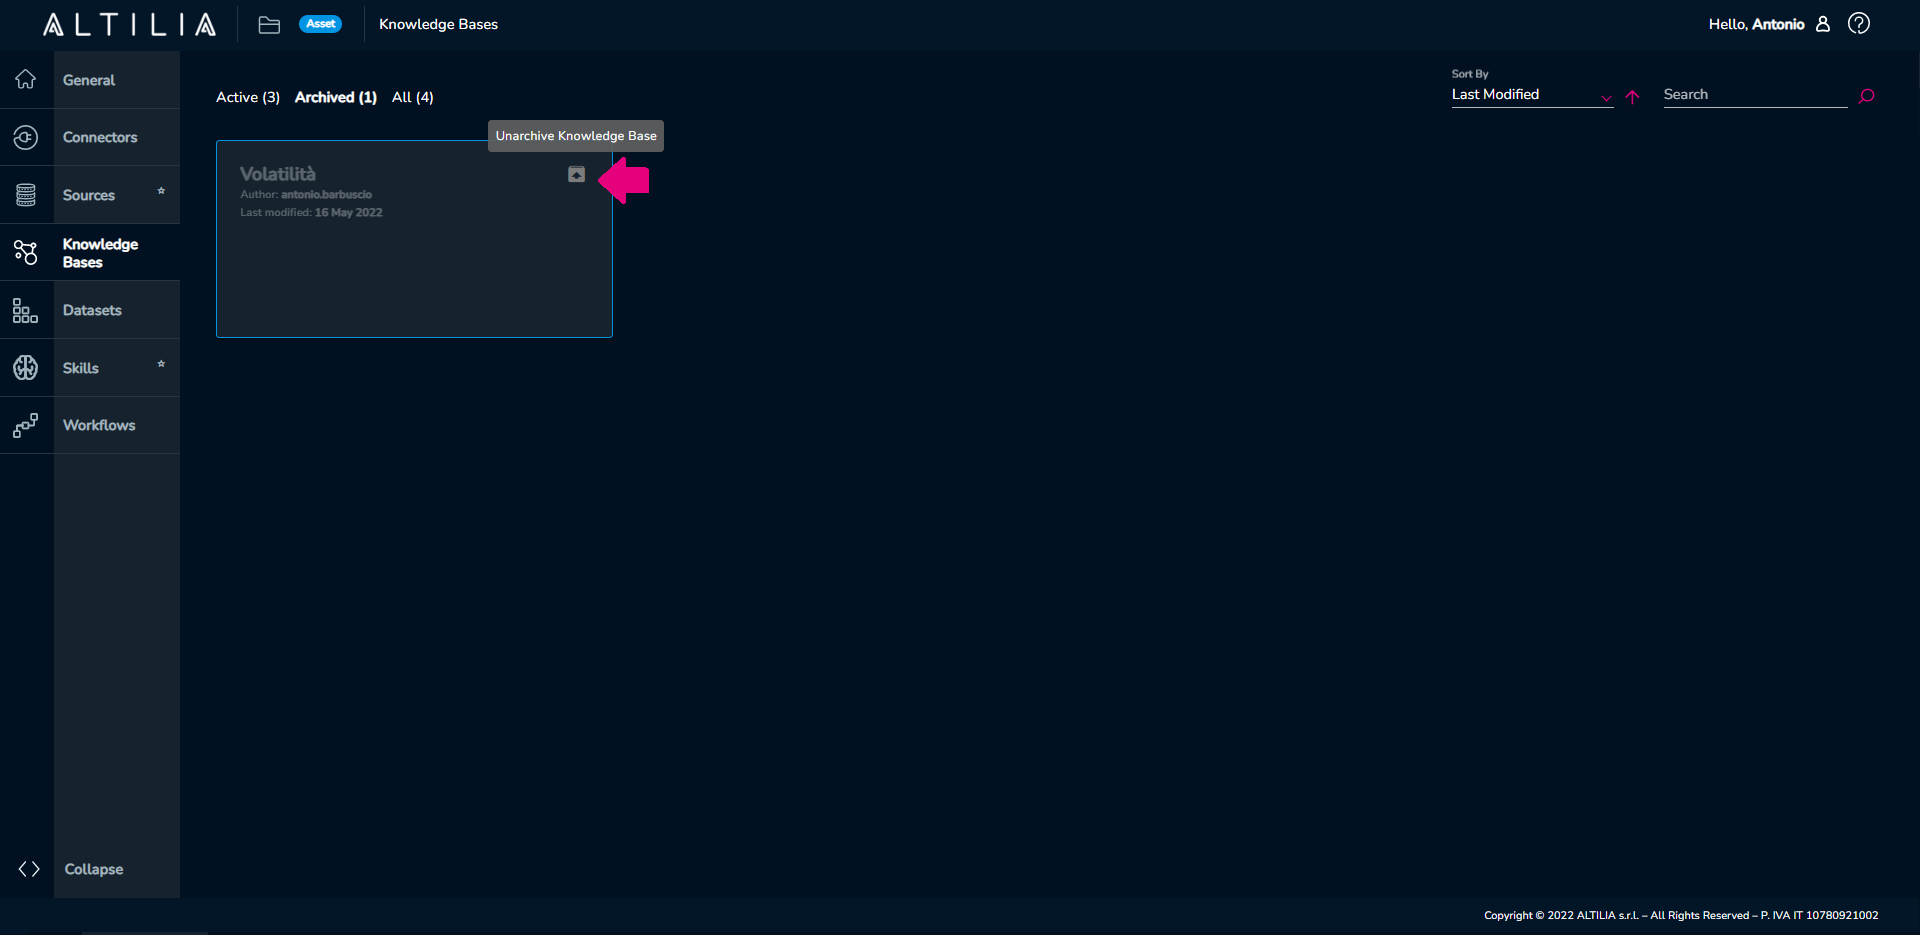 ALTILIA
Asset
Knowledge Bases
Hello, Antonio
General
Connectors
Sources
Knowledge
Bases
Datasets
Skills
Workflows
Collapse
Active (3) Archived (1) All (4)
Sort By
Last Modified
Search
Unarchive Knowledge Base
Volatilità
Author: antonio.barbuscio
Last modified: 16 May 2022
Copyright © 2022 ALTILIA s.r.l. – All Rights Reserved – P. IVA IT 10780921002